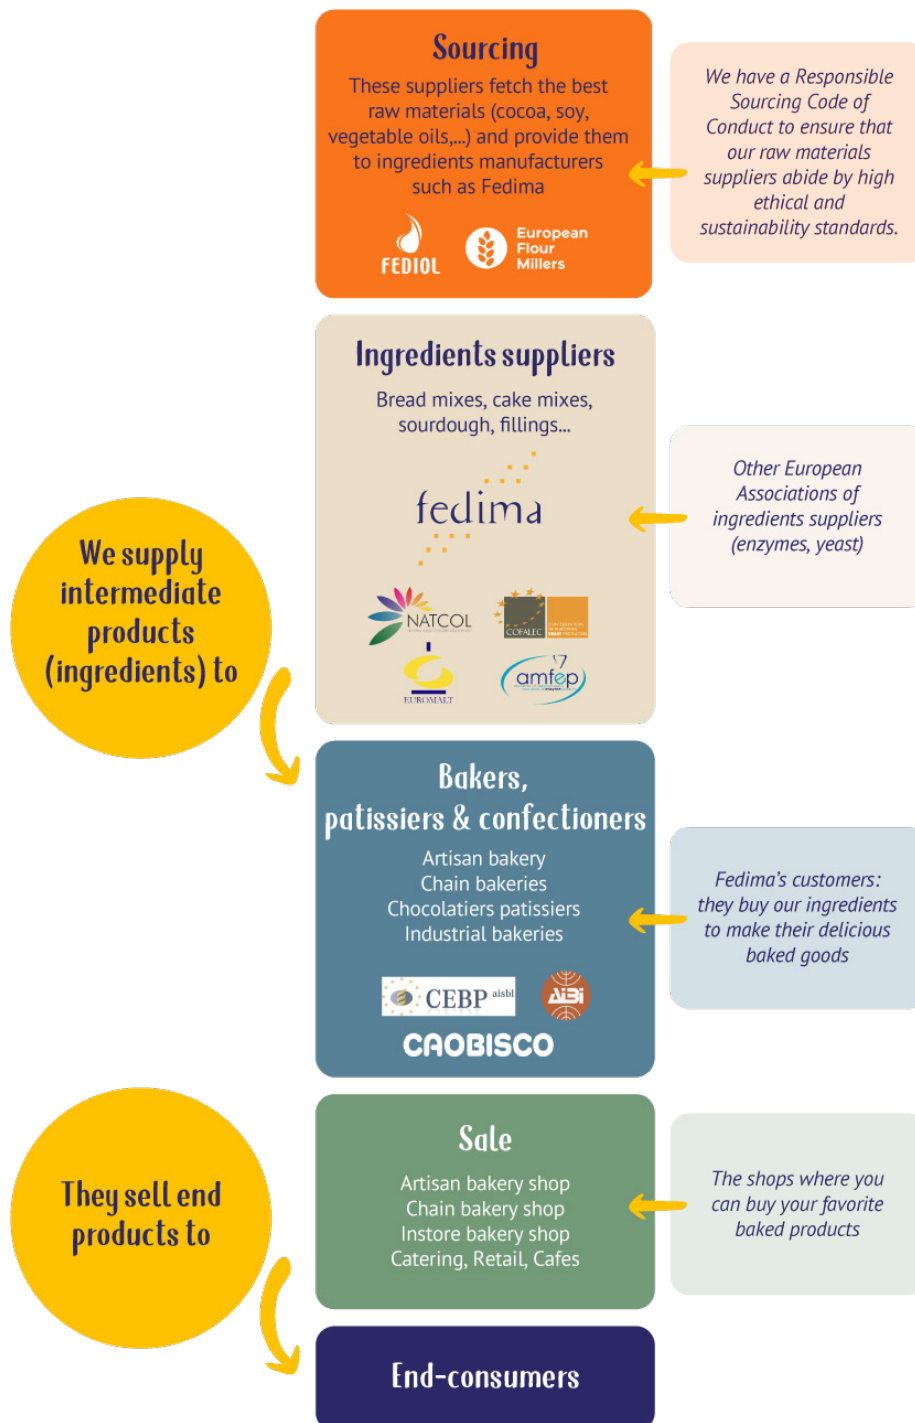 Sourcing
These suppliers fetch the best
raw materials (cocoa, soy,
vegetable oils,...) and provide them
to ingredients manufacturers
such as Fedima
FEDIOL
European
Flour
Millers
We have a Responsible
Sourcing Code of
Conduct to ensure that
our raw materials
suppliers abide by high
ethical and
sustainability standards.
Ingredients suppliers
Bread mixes, cake mixes,
sourdough, fillings...
fedima
NATCOL
COFALEC
EUROMALT
amfep
Other European
Associations of
ingredients suppliers
(enzymes, yeast)
We supply
intermediate
products
(ingredients) to
Bakers,
patissiers & confectioners
Artisan bakery
Chain bakeries
Chocolatiers patissiers
Industrial bakeries
CEBP aisbl
AiBi
CAOBISCO
Fedima's customers:
they buy our ingredients
to make their delicious
baked goods
They sell end
products to
Sale
Artisan bakery shop
Chain bakery shop
Instore bakery shop
Catering, Retail, Cafes
The shops where you
can buy your favorite
baked products
End-consumers